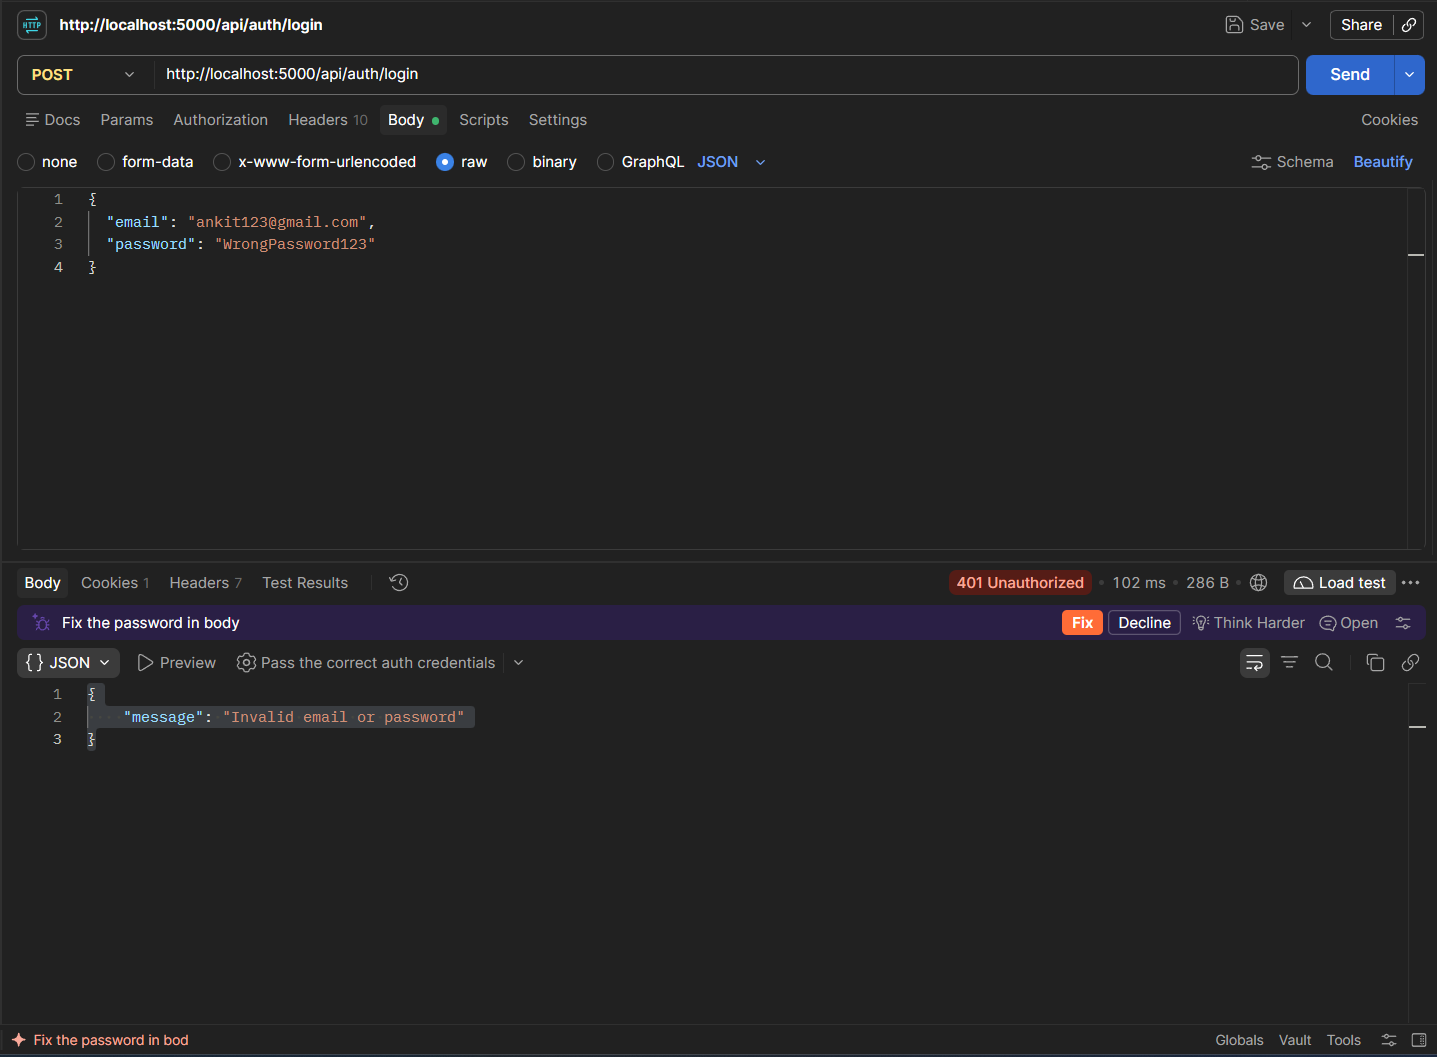 HTTP http://localhost:5000/api/auth/login Save Share
POST http://localhost:5000/api/auth/login Send
Docs Params Authorization Headers 10 Body Scripts Settings Cookies
none form-data x-www-form-urlencoded raw binary GraphQL JSON Schema Beautify
1 {
2 "email": "ankit123@gmail.com",
3 "password": "WrongPassword123"
4 }
Body Cookies 1 Headers 7 Test Results 401 Unauthorized 102 ms 286 B Load test
Fix the password in body Fix Decline Think Harder Open
{} JSON Preview Pass the correct auth credentials
1 {
2 "message": "Invalid email or password"
3 }
Fix the password in bod Globals Vault Tools